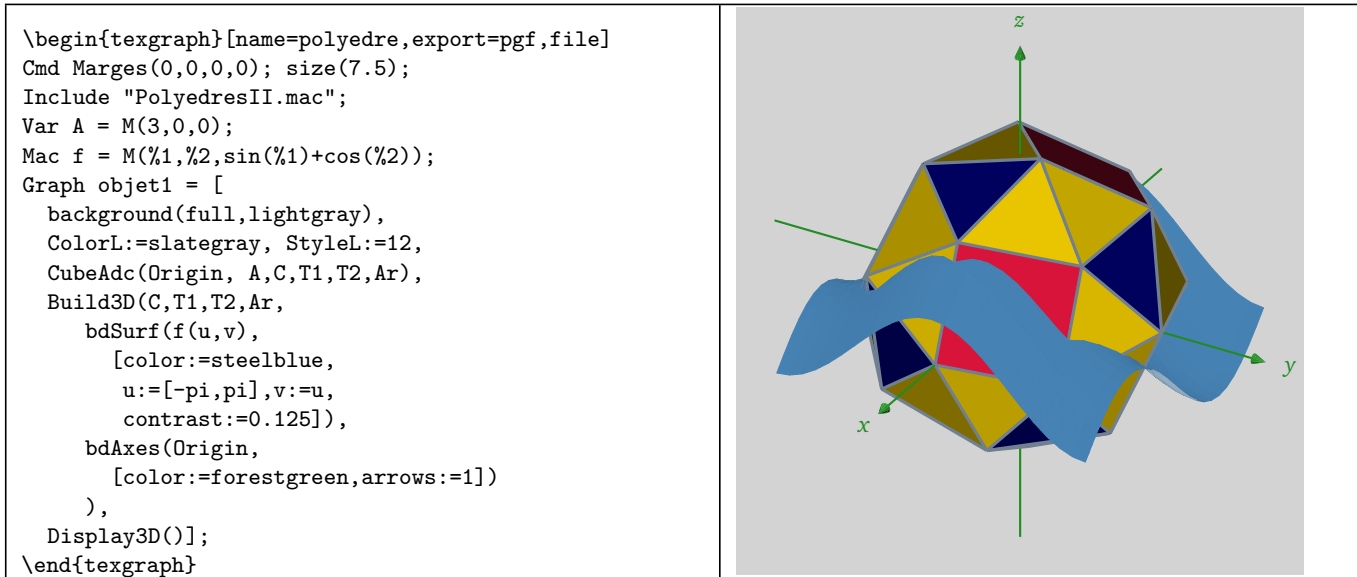 \begin{texgraph}[name=polyedre,export=pgf,file]
Cmd Marges(0,0,0,0); size(7.5);
Include "PolyedresII.mac";
Var A = M(3,0,0);
Mac f = M(%1,%2,sin(%1)+cos(%2));
Graph objet1 = [
  background(full,lightgray),
  ColorL:=slategray, StyleL:=12,
  CubeAdc(Origin, A,C,T1,T2,Ar),
  Build3D(C,T1,T2,Ar,
     bdSurf(f(u,v),
       [color:=steelblue,
        u:=[-pi,pi],v:=u,
        contrast:=0.125]),
     bdAxes(Origin,
       [color:=forestgreen,arrows:=1])
     ),
  Display3D()];
\end{texgraph}
z
y
x